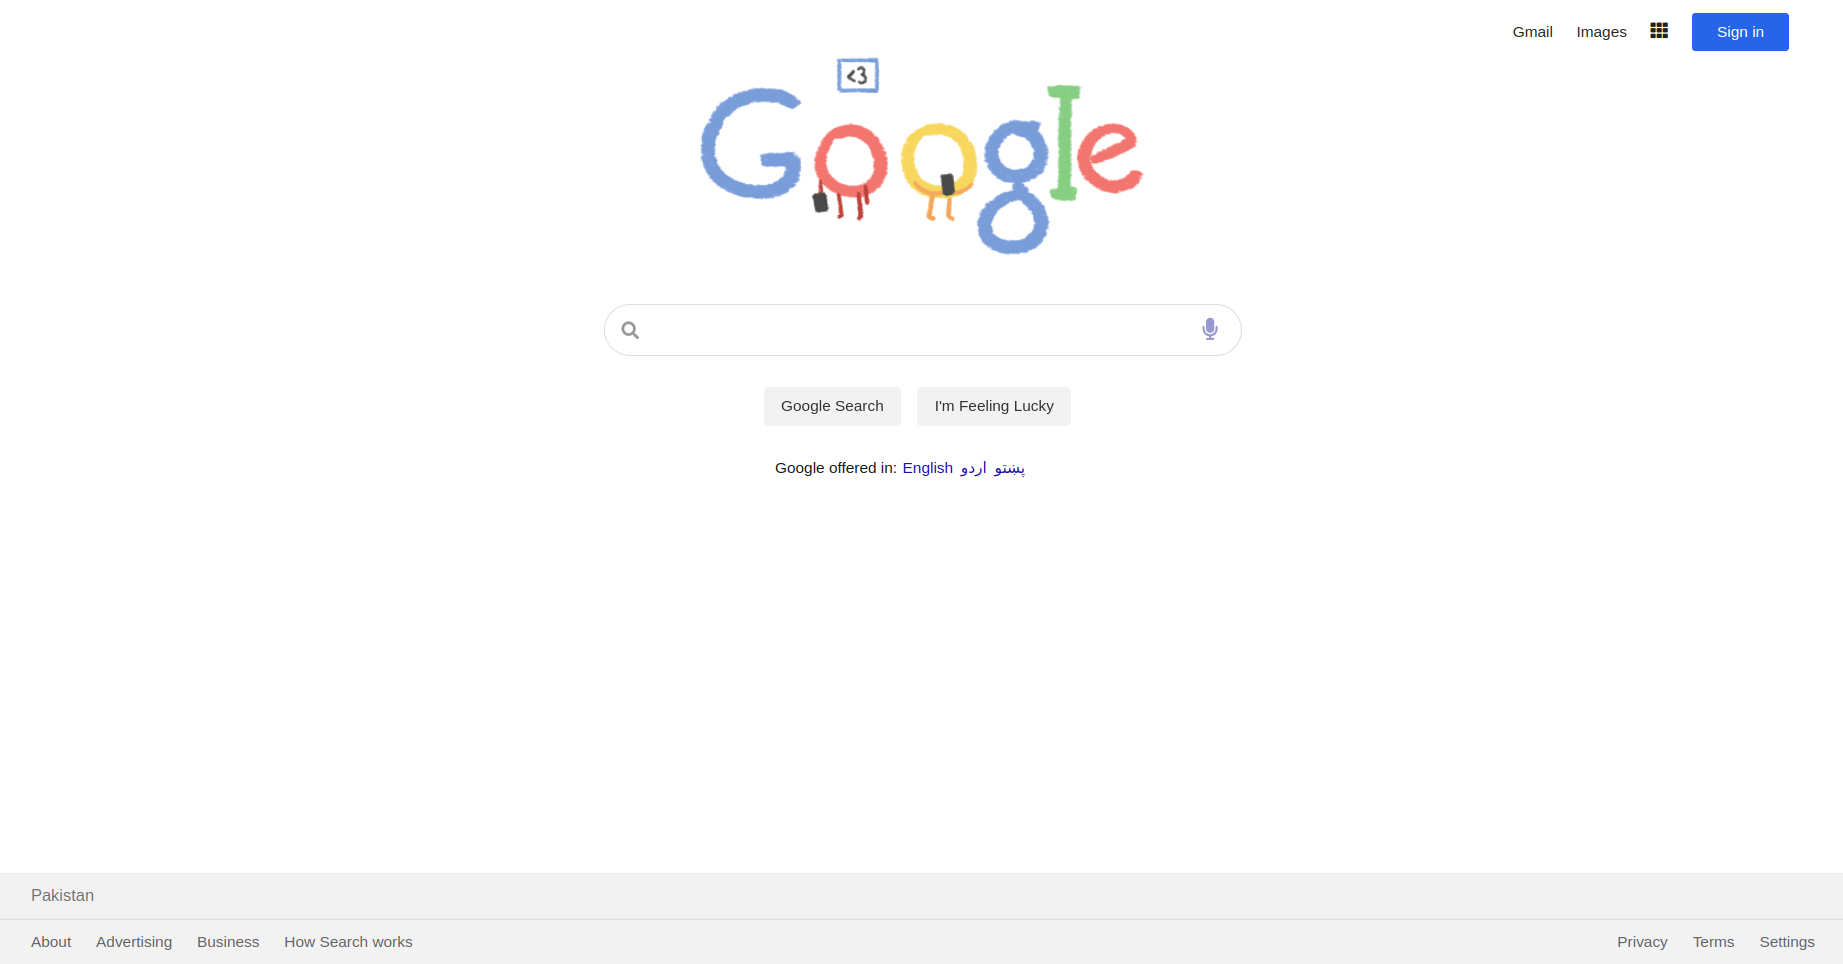 Gmail Images Sign in
<3
Google
Google Search I'm Feeling Lucky
Google offered in: English اردو پښتو
Pakistan
About Advertising Business How Search works Privacy Terms Settings